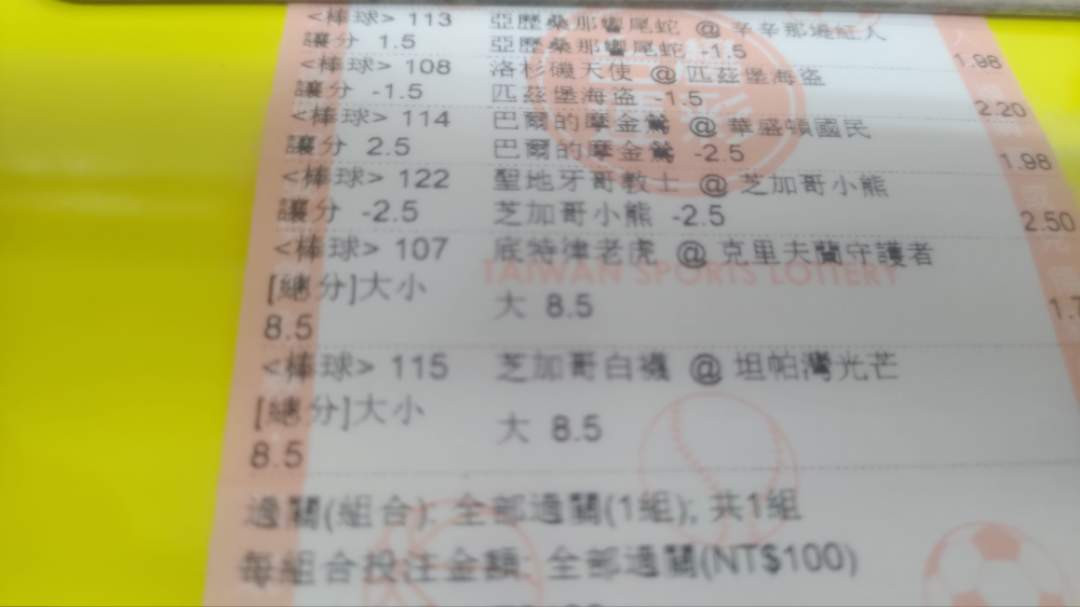 <棒球> 113 亞歷桑那響尾蛇 @ 辛辛那堤紅人
讓分 1.5 亞歷桑那響尾蛇 -1.5 1.98
<棒球> 108 洛杉磯天使 @ 匹茲堡海盜
讓分 -1.5 匹茲堡海盜 -1.5 2.20
<棒球> 114 巴爾的摩金鶯 @ 華盛頓國民
讓分 2.5 巴爾的摩金鶯 -2.5 1.98
<棒球> 122 聖地牙哥教士 @ 芝加哥小熊
讓分 -2.5 芝加哥小熊 -2.5 2.50
<棒球> 107 底特律老虎 @ 克里夫蘭守護者
TAIWAN SPORTS LOTTERY
[總分]大小 大 8.5
8.5
<棒球> 115 芝加哥白襪 @ 坦帕灣光芒
[總分]大小 大 8.5
8.5
過關(組合): 全部過關(1組), 共1組
每組合投注金額: 全部過關(NT$100)